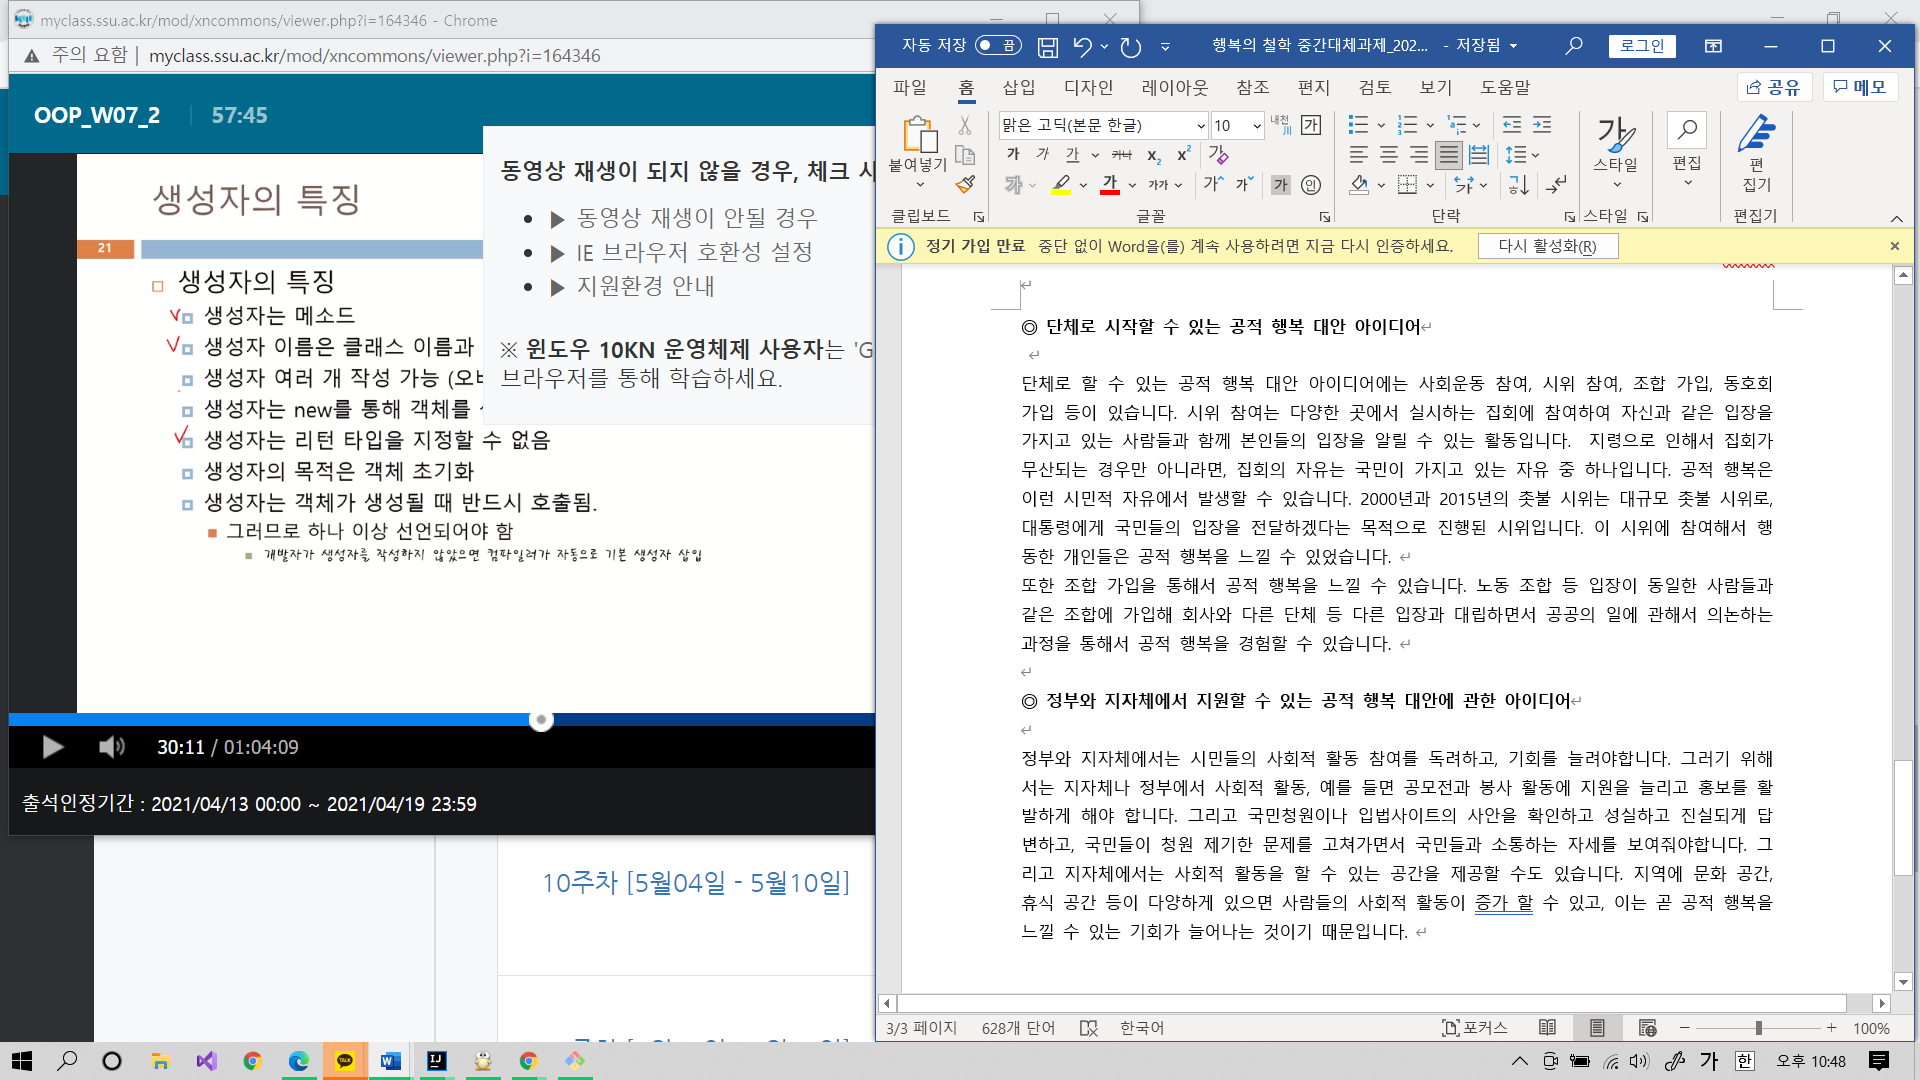 myclass.ssu.ac.kr/mod/xncommons/viewer.php?i=164346 - Chrome
주의 요함 | myclass.ssu.ac.kr/mod/xncommons/viewer.php?i=164346
OOP_W07_2 57:45
생성자의 특징
21
생성자의 특징
생성자는 메소드
생성자 이름은 클래스 이름과
생성자 여러 개 작성 가능 (오버
생성자는 new를 통해 객체를
생성자는 리턴 타입을 지정할 수 없음
생성자의 목적은 객체 초기화
생성자는 객체가 생성될 때 반드시 호출됨.
그러므로 하나 이상 선언되어야 함
개발자가 생성자를 작성하지 않았으면 컴파일러가 자동으로 기본 생성자 삽입
동영상 재생이 되지 않을 경우, 체크 사
▶ 동영상 재생이 안될 경우
▶ IE 브라우저 호환성 설정
▶ 지원환경 안내
※ 윈도우 10KN 운영체제 사용자는 'G
브라우저를 통해 학습하세요.
30:11 / 01:04:09
출석인정기간 : 2021/04/13 00:00 ~ 2021/04/19 23:59
10주차 [5월04일 - 5월10일]
자동 저장 끔 행복의 철학 중간대체과제_202... - 저장됨 로그인
파일 홈 삽입 디자인 레이아웃 참조 편지 검토 보기 도움말 공유 메모
맑은 고딕(본문 한글) 10
붙여넣기 스타일 편집 편
집기
클립보드 글꼴 단락 스타일 편집기
정기 가입 만료 중단 없이 Word을(를) 계속 사용하려면 지금 다시 인증하세요. 다시 활성화(R)
◎ 단체로 시작할 수 있는 공적 행복 대안 아이디어
단체로 할 수 있는 공적 행복 대안 아이디어에는 사회운동 참여, 시위 참여, 조합 가입, 동호회
가입 등이 있습니다. 시위 참여는 다양한 곳에서 실시하는 집회에 참여하여 자신과 같은 입장을
가지고 있는 사람들과 함께 본인들의 입장을 알릴 수 있는 활동입니다. 지령으로 인해서 집회가
무산되는 경우만 아니라면, 집회의 자유는 국민이 가지고 있는 자유 중 하나입니다. 공적 행복은
이런 시민적 자유에서 발생할 수 있습니다. 2000년과 2015년의 촛불 시위는 대규모 촛불 시위로,
대통령에게 국민들의 입장을 전달하겠다는 목적으로 진행된 시위입니다. 이 시위에 참여해서 행
동한 개인들은 공적 행복을 느낄 수 있었습니다.
또한 조합 가입을 통해서 공적 행복을 느낄 수 있습니다. 노동 조합 등 입장이 동일한 사람들과
같은 조합에 가입해 회사와 다른 단체 등 다른 입장과 대립하면서 공공의 일에 관해서 의논하는
과정을 통해서 공적 행복을 경험할 수 있습니다.
◎ 정부와 지자체에서 지원할 수 있는 공적 행복 대안에 관한 아이디어
정부와 지자체에서는 시민들의 사회적 활동 참여를 독려하고, 기회를 늘려야합니다. 그러기 위해
서는 지자체나 정부에서 사회적 활동, 예를 들면 공모전과 봉사 활동에 지원을 늘리고 홍보를 활
발하게 해야 합니다. 그리고 국민청원이나 입법사이트의 사안을 확인하고 성실하고 진실되게 답
변하고, 국민들이 청원 제기한 문제를 고쳐가면서 국민들과 소통하는 자세를 보여줘야합니다. 그
리고 지자체에서는 사회적 활동을 할 수 있는 공간을 제공할 수도 있습니다. 지역에 문화 공간,
휴식 공간 등이 다양하게 있으면 사람들의 사회적 활동이 증가 할 수 있고, 이는 곧 공적 행복을
느낄 수 있는 기회가 늘어나는 것이기 때문입니다.
3/3 페이지 628개 단어 한국어 포커스 100%
가 한 오후 10:48